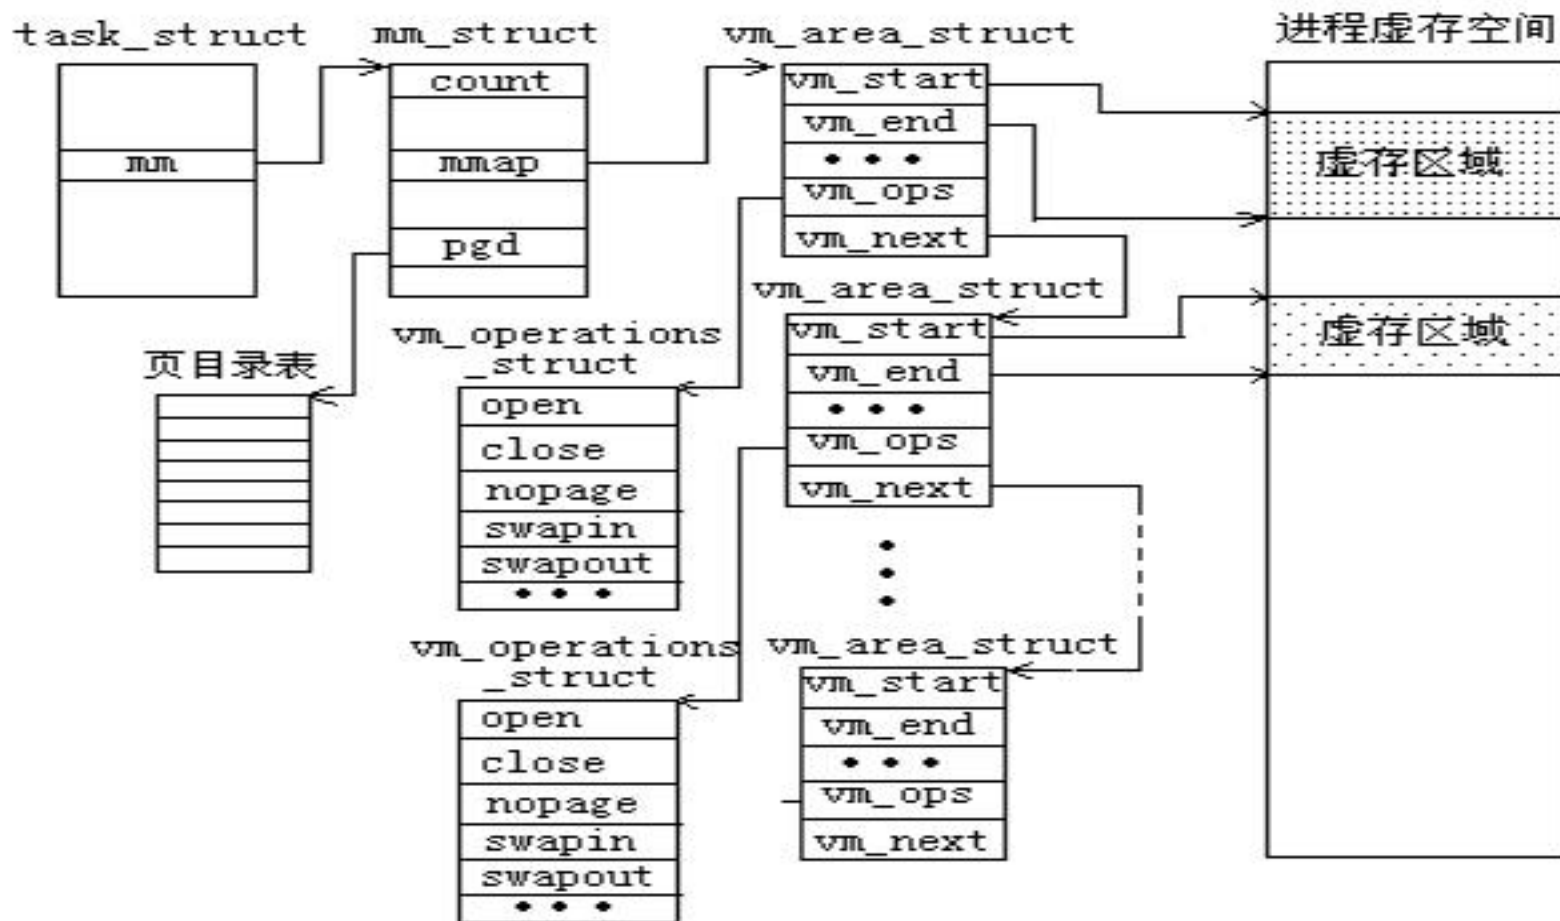 task_struct
mm
mm_struct
count
mmap
pgd
vm_area_struct
vm_start
vm_end
• • •
vm_ops
vm_next
进程虚存空间
虚存区域
虚存区域
页目录表
vm_operations
_struct
open
close
nopage
swapin
swapout
• • •
vm_area_struct
vm_start
vm_end
• • •
vm_ops
vm_next
vm_operations
_struct
open
close
nopage
swapin
swapout
• • •
vm_area_struct
vm_start
vm_end
• • •
vm_ops
vm_next